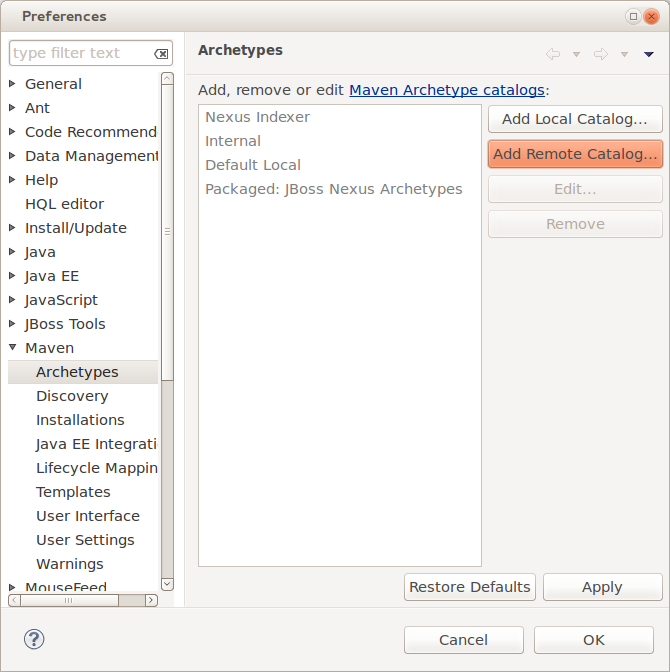 Preferences
type filter text
General
Ant
Code Recommend
Data Management
Help
HQL editor
Install/Update
Java
Java EE
JavaScript
JBoss Tools
Maven
Archetypes
Discovery
Installations
Java EE Integrati
Lifecycle Mappin
Templates
User Interface
User Settings
Warnings
MouseFeed
Archetypes
Add, remove or edit Maven Archetype catalogs:
Nexus Indexer
Internal
Default Local
Packaged: JBoss Nexus Archetypes
Add Local Catalog...
Add Remote Catalog...
Edit...
Remove
Restore Defaults
Apply
?
Cancel
OK